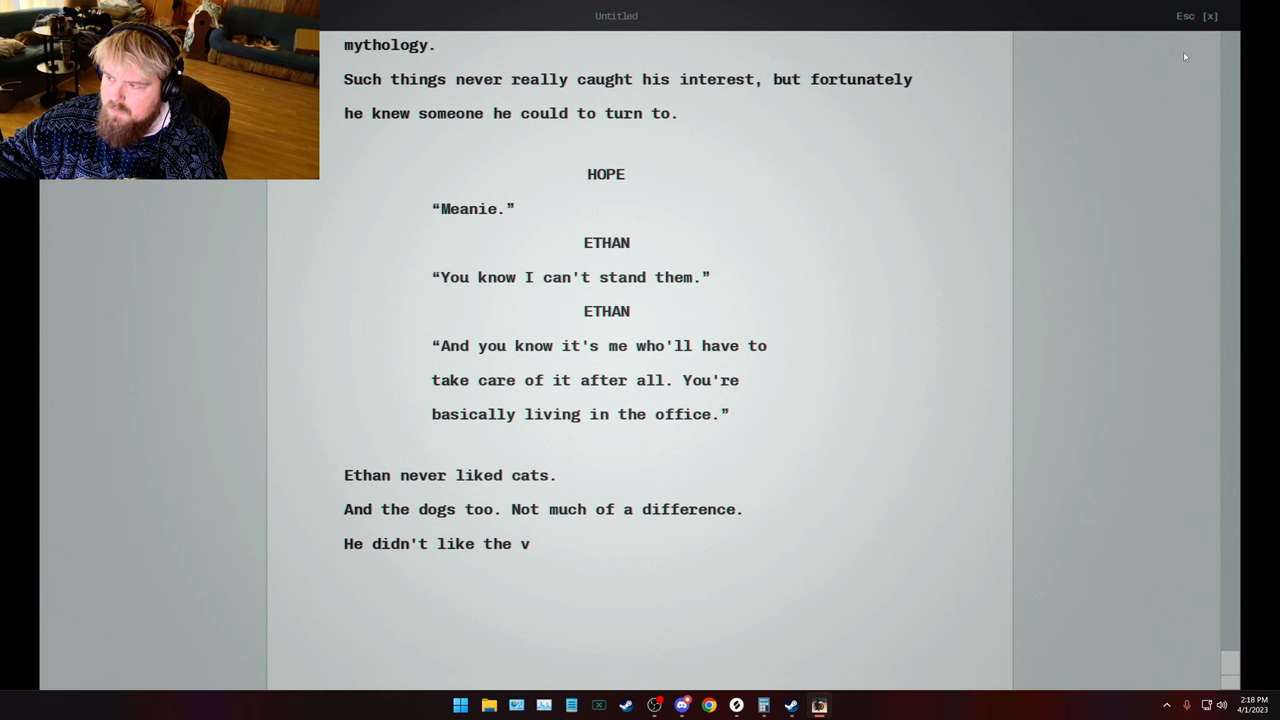 Untitled
Esc [x]
mythology.
Such things never really caught his interest, but fortunately
he knew someone he could to turn to.
HOPE
“Meanie.”
ETHAN
“You know I can't stand them.”
ETHAN
“And you know it's me who'll have to
take care of it after all. You're
basically living in the office.”
Ethan never liked cats.
And the dogs too. Not much of a difference.
He didn't like the v
2:18 PM
4/1/2023